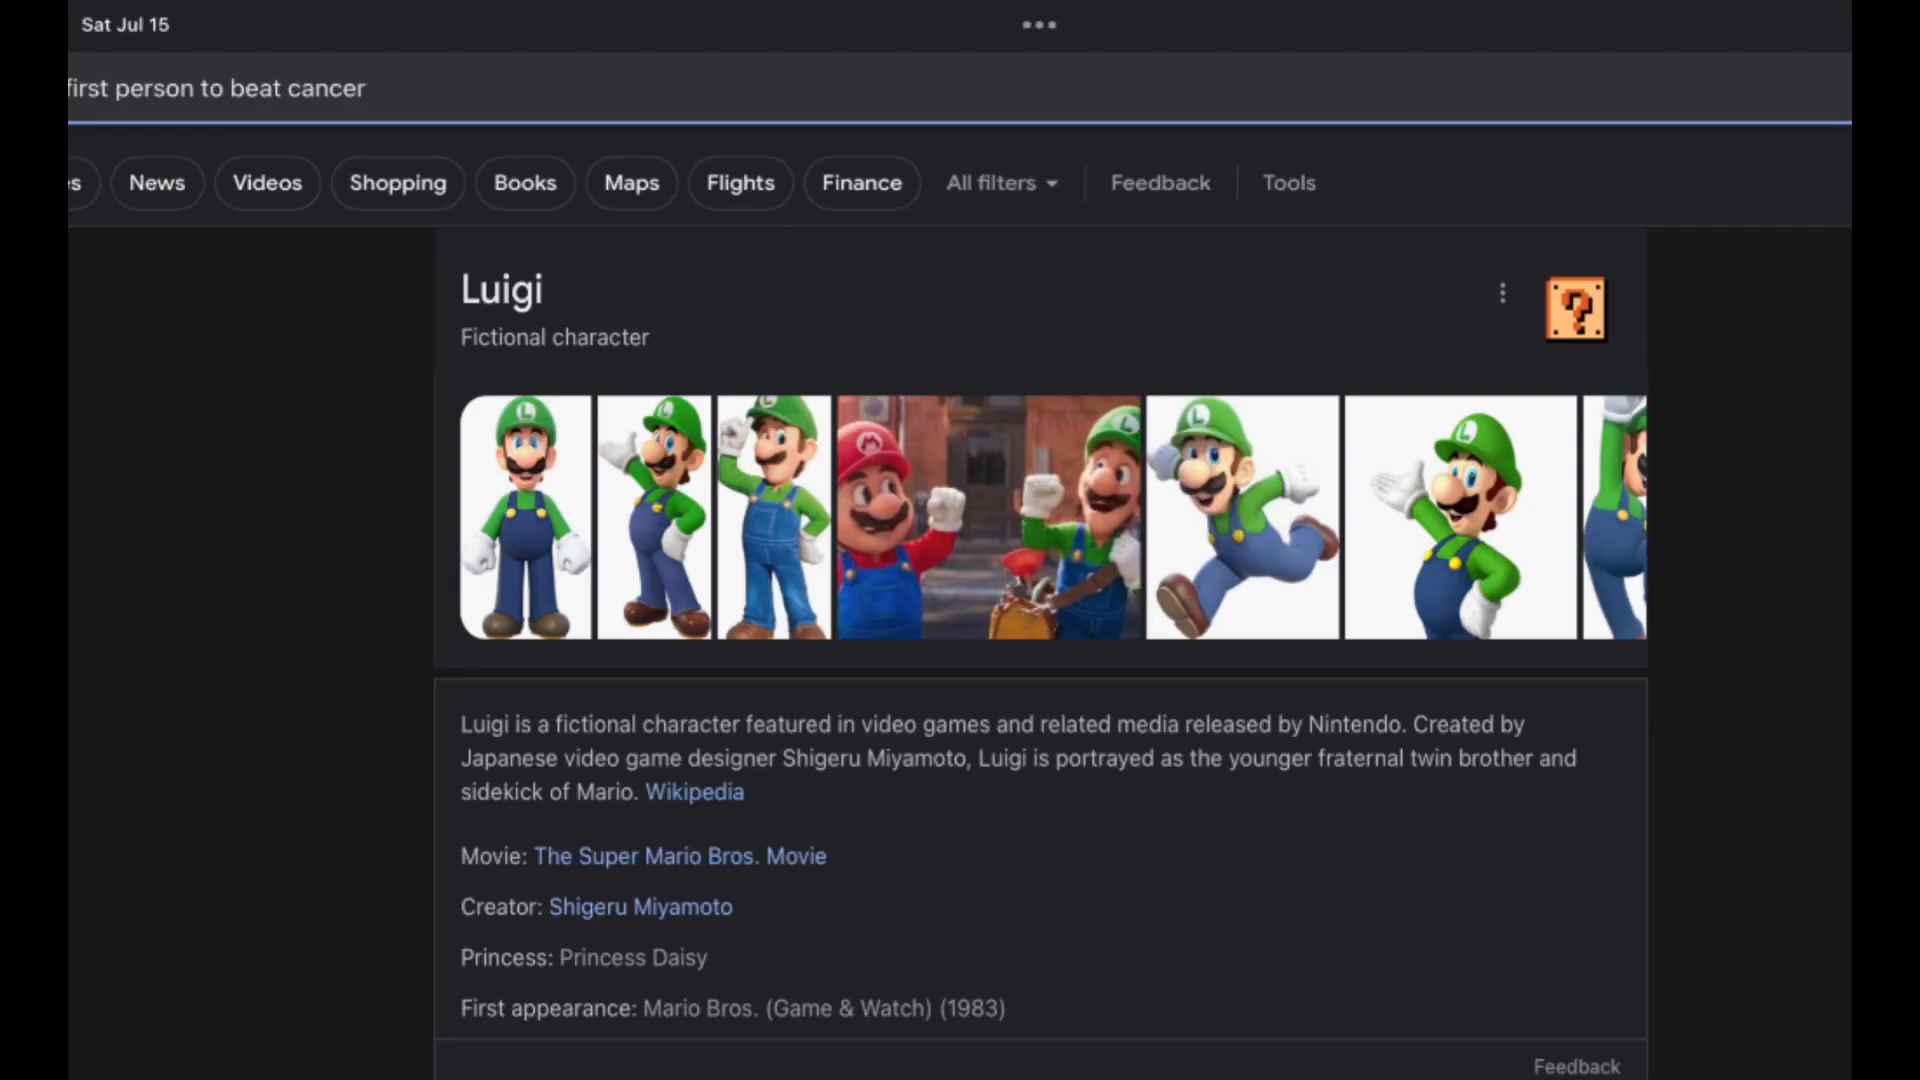 Sat Jul 15
first person to beat cancer
es News Videos Shopping Books Maps Flights Finance All filters Feedback Tools
Luigi
Fictional character
Luigi is a fictional character featured in video games and related media released by Nintendo. Created by
Japanese video game designer Shigeru Miyamoto, Luigi is portrayed as the younger fraternal twin brother and
sidekick of Mario. Wikipedia
Movie: The Super Mario Bros. Movie
Creator: Shigeru Miyamoto
Princess: Princess Daisy
First appearance: Mario Bros. (Game & Watch) (1983)
Feedback